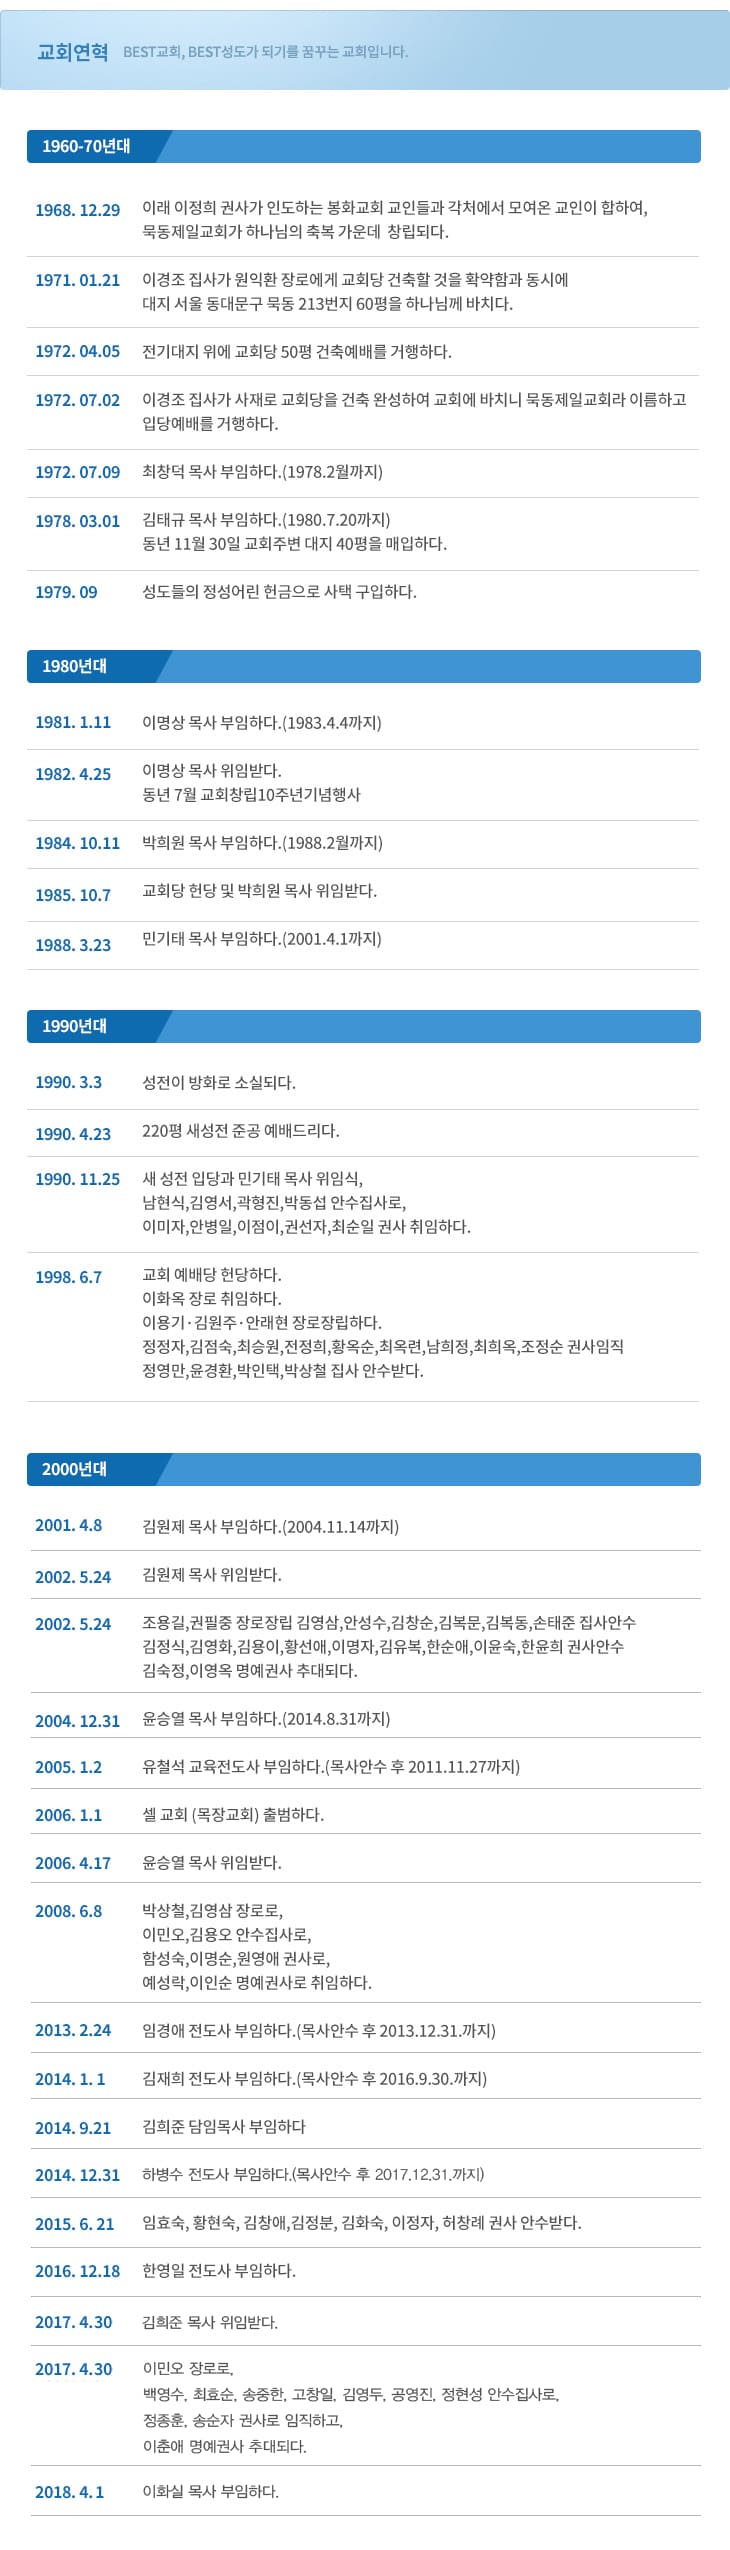 교회연혁 BEST교회, BEST성도가 되기를 꿈꾸는 교회입니다.
1960-70년대
1968. 12.29 이래 이정희 권사가 인도하는 봉화교회 교인들과 각처에서 모여온 교인이 합하여,
묵동제일교회가 하나님의 축복 가운데 창립되다.
1971. 01.21 이경조 집사가 원익환 장로에게 교회당 건축할 것을 확약함과 동시에
대지 서울 동대문구 묵동 213번지 60평을 하나님께 바치다.
1972. 04.05 전기대지 위에 교회당 50평 건축예배를 거행하다.
1972. 07.02 이경조 집사가 사재로 교회당을 건축 완성하여 교회에 바치니 묵동제일교회라 이름하고
입당예배를 거행하다.
1972. 07.09 최창덕 목사 부임하다.(1978.2월까지)
1978. 03.01 김태규 목사 부임하다.(1980.7.20까지)
동년 11월 30일 교회주변 대지 40평을 매입하다.
1979. 09 성도들의 정성어린 헌금으로 사택 구입하다.
1980년대
1981. 1.11 이명상 목사 부임하다.(1983.4.4까지)
1982. 4.25 이명상 목사 위임받다.
동년 7월 교회창립10주년기념행사
1984. 10.11 박희원 목사 부임하다.(1988.2월까지)
1985. 10.7 교회당 헌당 및 박희원 목사 위임받다.
1988. 3.23 민기태 목사 부임하다.(2001.4.1까지)
1990년대
1990. 3.3 성전이 방화로 소실되다.
1990. 4.23 220평 새성전 준공 예배드리다.
1990. 11.25 새 성전 입당과 민기태 목사 위임식,
남현식,김영서,곽형진,박동섭 안수집사로,
이미자,안병일,이점이,권선자,최순일 권사 취임하다.
1998. 6.7 교회 예배당 헌당하다.
이화옥 장로 취임하다.
이용기·김원주·안래현 장로장립하다.
정정자,김점숙,최승원,전정희,황옥순,최옥련,남희정,최희옥,조정순 권사임직
정영만,윤경환,박인택,박상철 집사 안수받다.
2000년대
2001. 4.8 김원제 목사 부임하다.(2004.11.14까지)
2002. 5.24 김원제 목사 위임받다.
2002. 5.24 조용길,권필중 장로장립 김영삼,안성수,김창순,김복문,김복동,손태준 집사안수
김정식,김영화,김용이,황선애,이명자,김유복,한순애,이윤숙,한윤희 권사안수
김숙정,이영옥 명예권사 추대되다.
2004. 12.31 윤승열 목사 부임하다.(2014.8.31까지)
2005. 1.2 유철석 교육전도사 부임하다.(목사안수 후 2011.11.27까지)
2006. 1.1 셀 교회 (목장교회) 출범하다.
2006. 4.17 윤승열 목사 위임받다.
2008. 6.8 박상철,김영삼 장로로,
이민오,김용오 안수집사로,
함성숙,이명순,원영애 권사로,
예성락,이인순 명예권사로 취임하다.
2013. 2.24 임경애 전도사 부임하다.(목사안수 후 2013.12.31.까지)
2014. 1. 1 김재희 전도사 부임하다.(목사안수 후 2016.9.30.까지)
2014. 9.21 김희준 담임목사 부임하다
2014. 12.31 하병수 전도사 부임하다.(목사안수 후 2017.12.31.까지)
2015. 6. 21 임효숙, 황현숙, 김창애,김정분, 김화숙, 이정자, 허창례 권사 안수받다.
2016. 12.18 한영일 전도사 부임하다.
2017. 4.30 김희준 목사 위임받다.
2017. 4.30 이민오 장로로,
백영수, 최효순, 송중한, 고창일, 김영두, 공영진, 정현성 안수집사로,
정종훈, 송순자 권사로 임직하고,
이춘애 명예권사 추대되다.
2018. 4. 1 이화실 목사 부임하다.